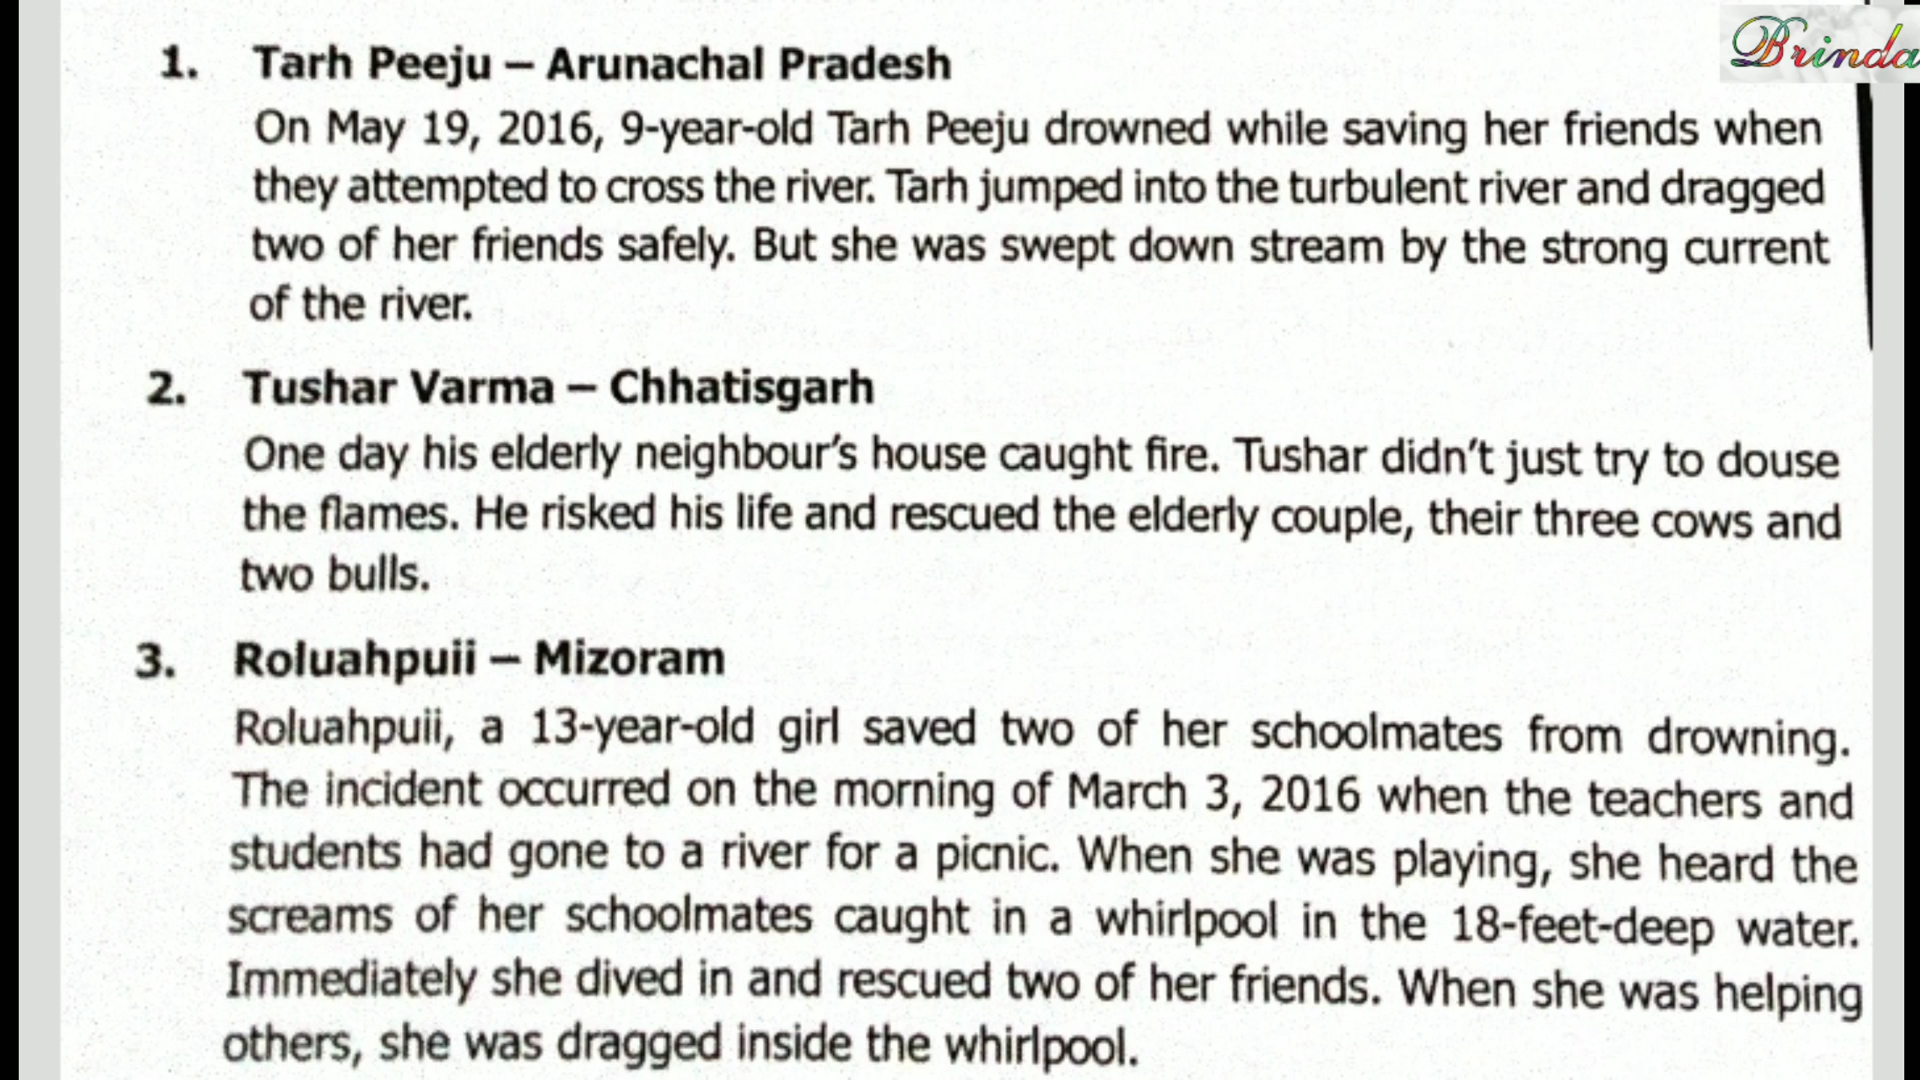 Brinda
1. Tarh Peeju – Arunachal Pradesh
On May 19, 2016, 9-year-old Tarh Peeju drowned while saving her friends when
they attempted to cross the river. Tarh jumped into the turbulent river and dragged
two of her friends safely. But she was swept down stream by the strong current
of the river.
2. Tushar Varma – Chhatisgarh
One day his elderly neighbour's house caught fire. Tushar didn't just try to douse
the flames. He risked his life and rescued the elderly couple, their three cows and
two bulls.
3. Roluahpuii – Mizoram
Roluahpuii, a 13-year-old girl saved two of her schoolmates from drowning.
The incident occurred on the morning of March 3, 2016 when the teachers and
students had gone to a river for a picnic. When she was playing, she heard the
screams of her schoolmates caught in a whirlpool in the 18-feet-deep water.
Immediately she dived in and rescued two of her friends. When she was helping
others, she was dragged inside the whirlpool.